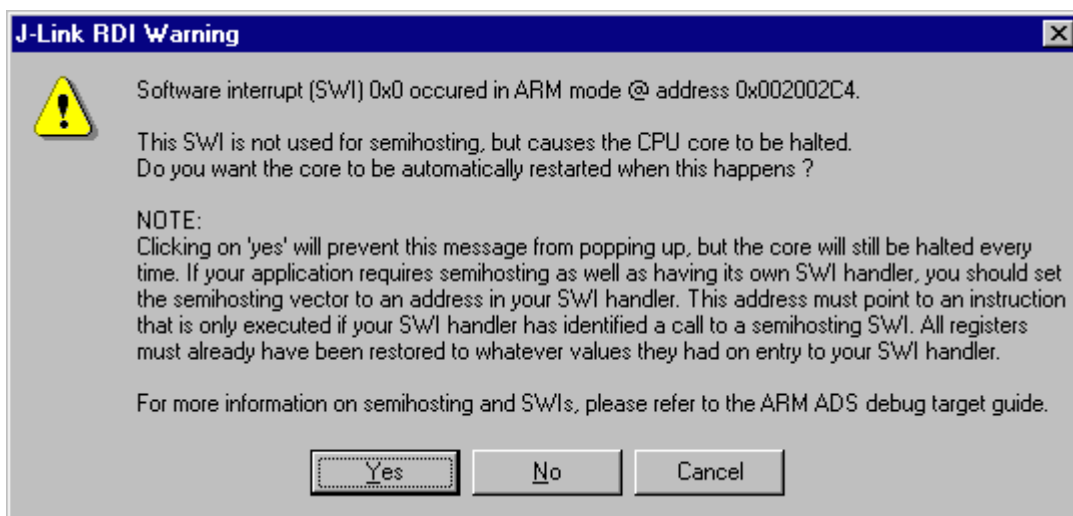 J-Link RDI Warning
Software interrupt (SWI) 0x0 occured in ARM mode @ address 0x002002C4.
This SWI is not used for semihosting, but causes the CPU core to be halted.
Do you want the core to be automatically restarted when this happens ?
NOTE:
Clicking on 'yes' will prevent this message from popping up, but the core will still be halted every
time. If your application requires semihosting as well as having its own SWI handler, you should set
the semihosting vector to an address in your SWI handler. This address must point to an instruction
that is only executed if your SWI handler has identified a call to a semihosting SWI. All registers
must already have been restored to whatever values they had on entry to your SWI handler.
For more information on semihosting and SWIs, please refer to the ARM ADS debug target guide.
Yes No Cancel